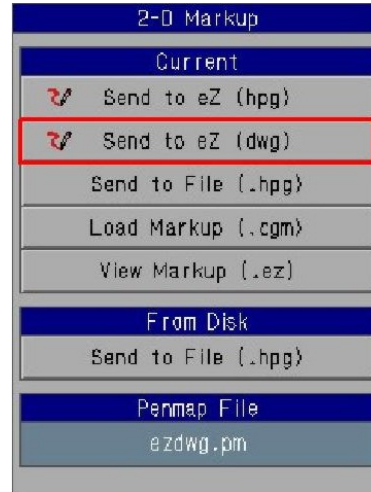 2-D Markup
Current
Send to eZ (hpg)
Send to eZ (dwg)
Send to File (.hpg)
Load Markup (.cgm)
View Markup (.ez)
From Disk
Send to File (.hpg)
Penmap File
ezdwg.pm